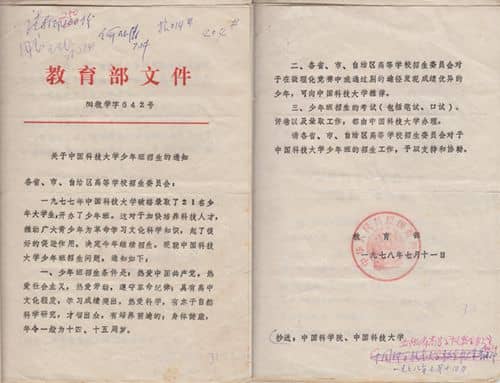 教育部文件
(78)教学字642号
关于中国科技大学少年班招生的通知
各省、市、自治区高等学校招生委员会：
一九七七年中国科技大学破格录取了21名少
年大学生，开办了少年班。这对于加快培养科技人才，
推动广大青少年为革命学习文化科学知识，起了很
好的促进作用。决定今年继续招生。现就中国科技大
学少年班招生问题，通知如下：
一、少年班招生条件是：热爱中国共产党，热
爱社会主义，热爱劳动，遵守革命纪律；具有高中
文化程度，学习成绩突出，热爱科学，有志于自然
科学研究，才智出众，有培养前途的；身体健康，
年令一般为十四、十五周岁。
二、各省、市、自治区高等学校招生委员会对
于在数理化竞赛中或通过别的途径发现成绩优异的
少年，可向中国科技大学推荐。
三、少年班招生的考试（包括笔试、口试）、
评卷以及录取工作，都由中国科技大学办理。
请各省、市、自治区高等学校招生委员会对于
中国科技大学少年班的招生工作，予以支持和协助。
教育部
一九七八年七月十一日
抄送：中国科学院、中国科技大学